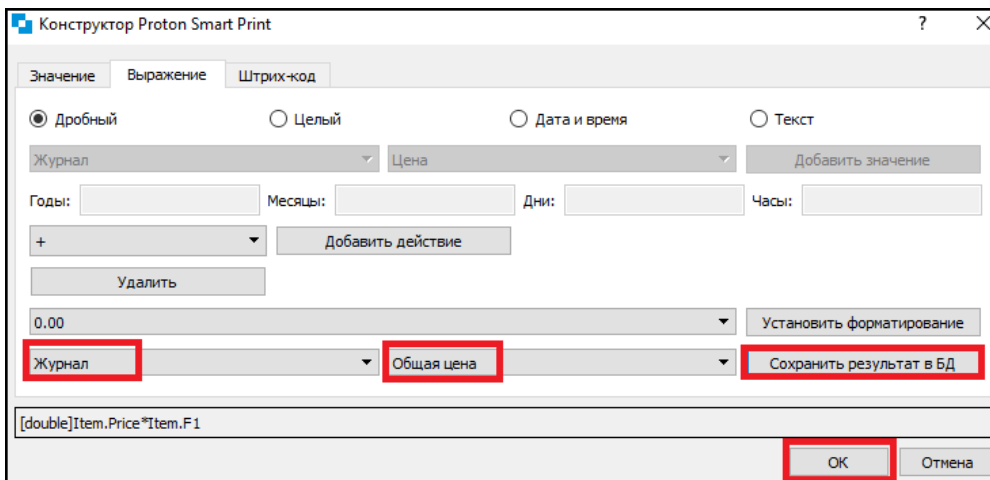 Конструктор Proton Smart Print ?
Значение Выражение Штрих-код
Дробный Целый Дата и время Текст
Журнал Цена Добавить значение
Годы: Месяцы: Дни: Часы:
+ Добавить действие
Удалить
0.00 Установить форматирование
Журнал Общая цена Сохранить результат в БД
[double]Item.Price*Item.F1
ОК Отмена